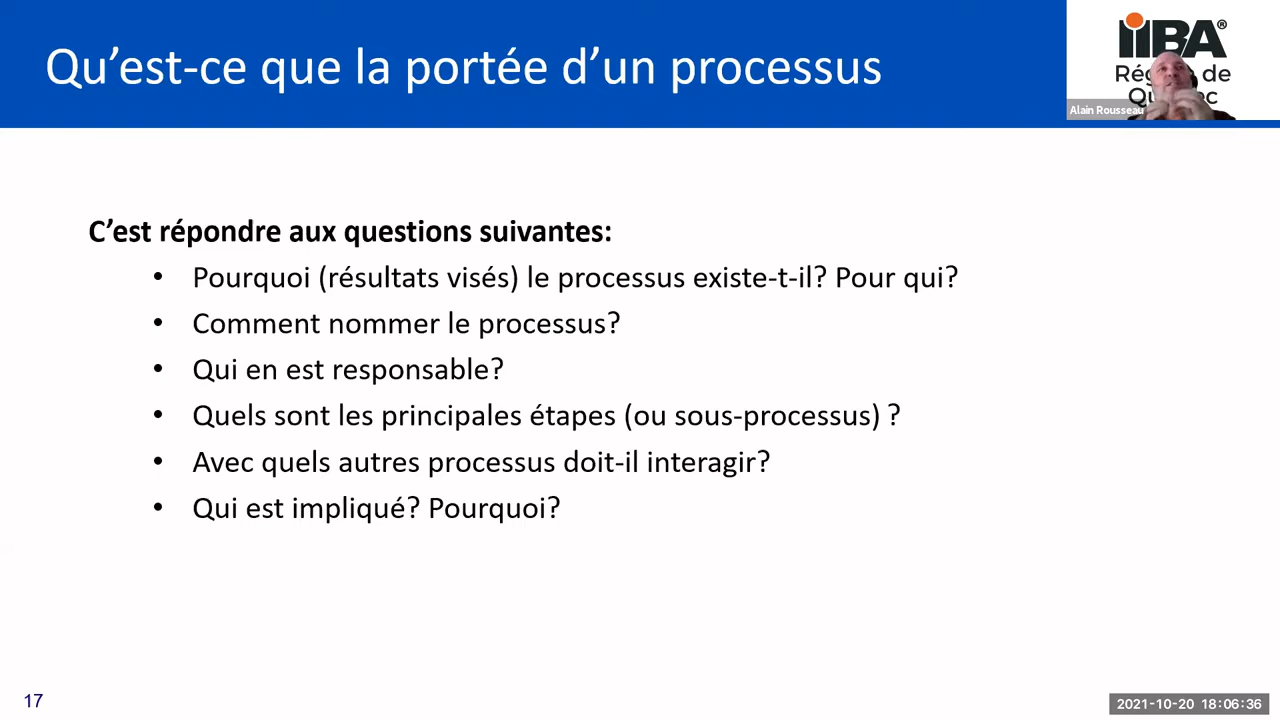 Qu’est-ce que la portée d’un processus
iiBA®
de
Alain Rousseau
C’est répondre aux questions suivantes:
• Pourquoi (résultats visés) le processus existe-t-il? Pour qui?
• Comment nommer le processus?
• Qui en est responsable?
• Quels sont les principales étapes (ou sous-processus) ?
• Avec quels autres processus doit-il interagir?
• Qui est impliqué? Pourquoi?
17
2021-10-20 18:06:36